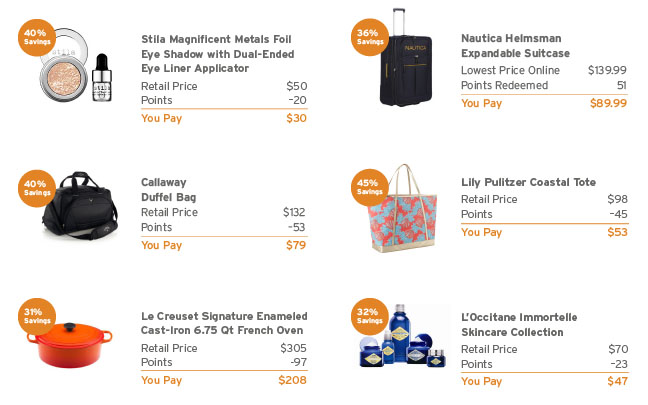 40%
Savings
stila
Stila Magnificent Metals Foil
Eye Shadow with Dual-Ended
Eye Liner Applicator
Retail Price $50
Points -20
You Pay $30
36%
Savings
NAUTICA
Nautica Helmsman
Expandable Suitcase
Lowest Price Online $139.99
Points Redeemed 51
You Pay $89.99
40%
Savings
Callaway
Duffel Bag
Retail Price $132
Points -53
You Pay $79
45%
Savings
Lily Pulitzer Coastal Tote
Retail Price $98
Points -45
You Pay $53
31%
Savings
Le Creuset Signature Enameled
Cast-Iron 6.75 Qt French Oven
Retail Price $305
Points -97
You Pay $208
32%
Savings
L'Occitane Immortelle
Skincare Collection
Retail Price $70
Points -23
You Pay $47